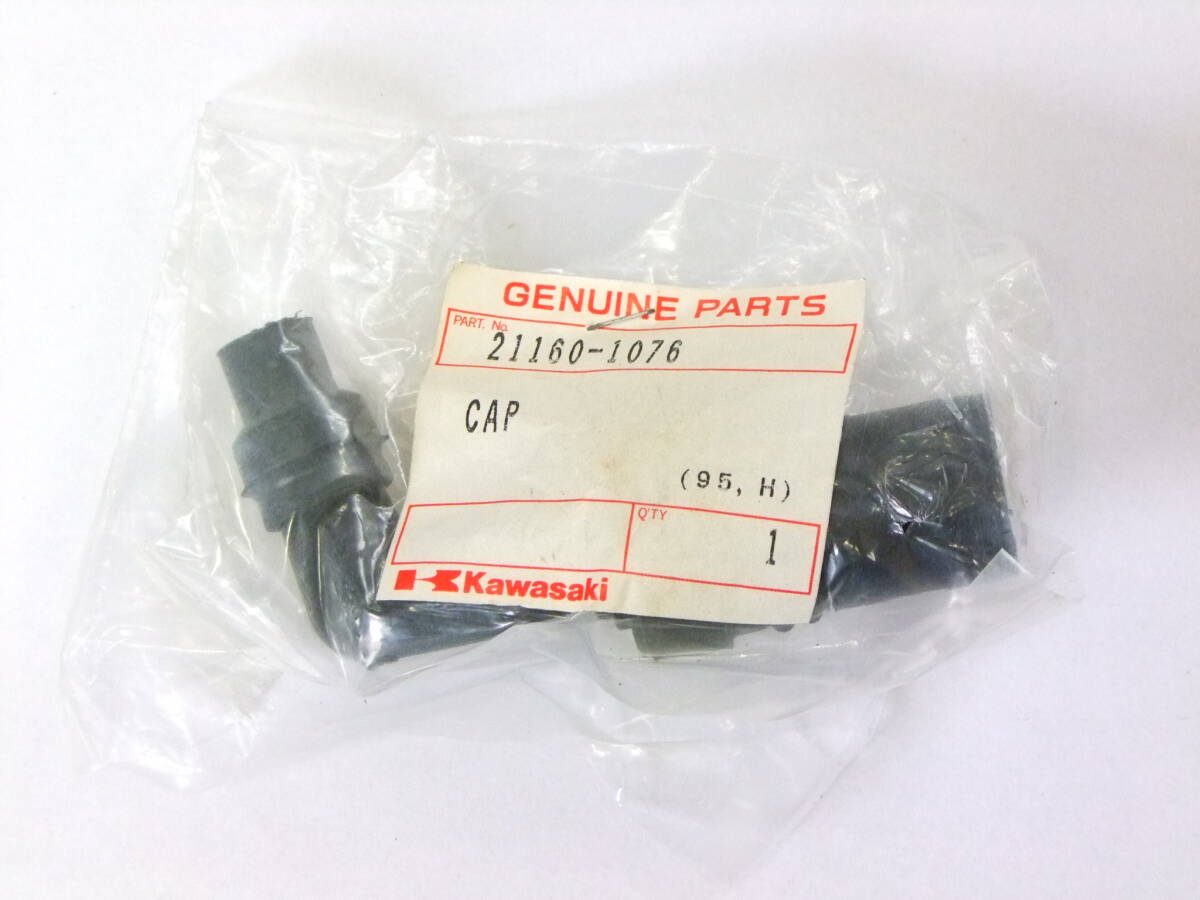 GENUINE PARTS
PART. No.
21160-1076
CAP
(95, H)
Q'TY
1
Kawasaki